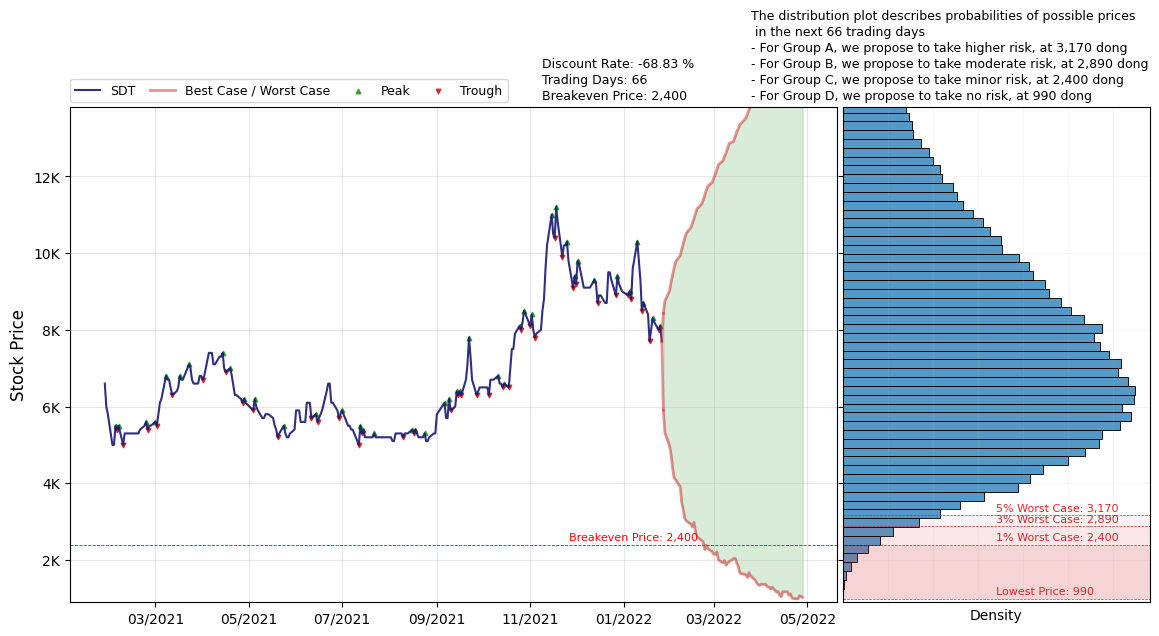 The distribution plot describes probabilities of possible prices
in the next 66 trading days
- For Group A, we propose to take higher risk, at 3,170 dong
- For Group B, we propose to take moderate risk, at 2,890 dong
- For Group C, we propose to take minor risk, at 2,400 dong
- For Group D, we propose to take no risk, at 990 dong
Discount Rate: -68.83 %
Trading Days: 66
Breakeven Price: 2,400
SDT Best Case / Worst Case Peak Trough
Stock Price
12K
10K
8K
6K
4K
2K
Breakeven Price: 2,400
5% Worst Case: 3,170
3% Worst Case: 2,890
1% Worst Case: 2,400
Lowest Price: 990
03/2021 05/2021 07/2021 09/2021 11/2021 01/2022 03/2022 05/2022
Density